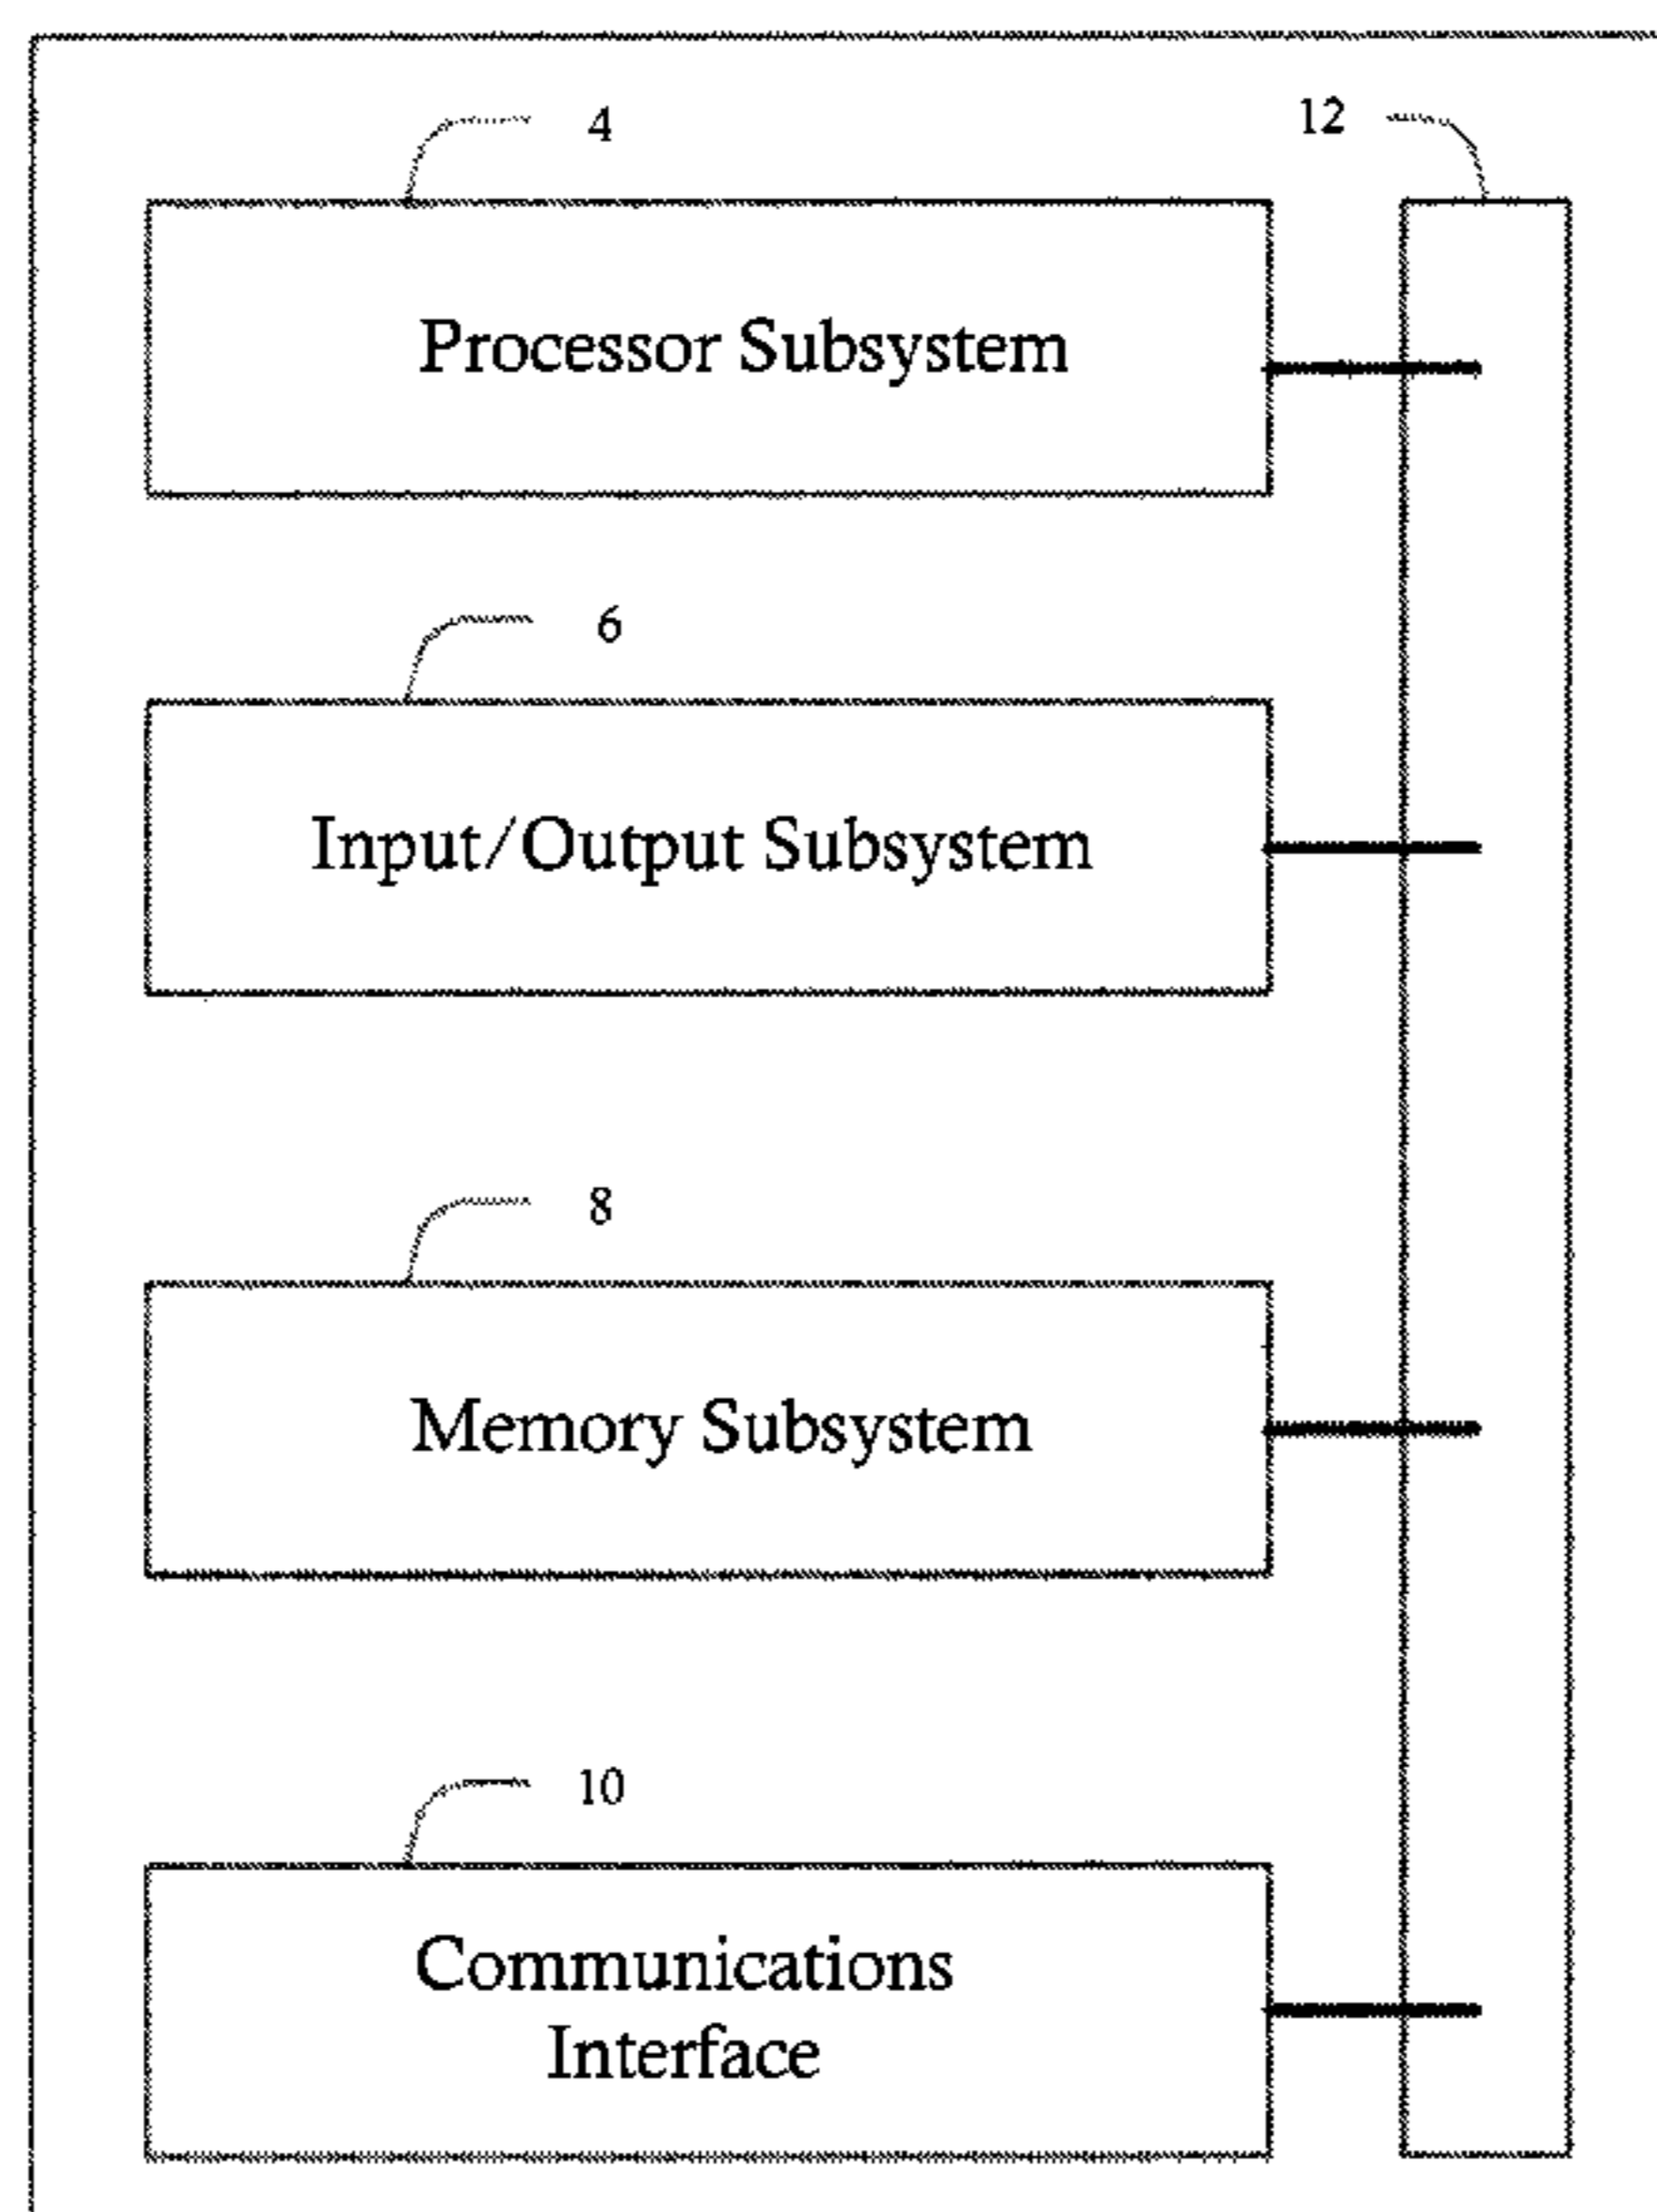 4
12
Processor Subsystem
6
Input/Output Subsystem
8
Memory Subsystem
10
Communications
Interface